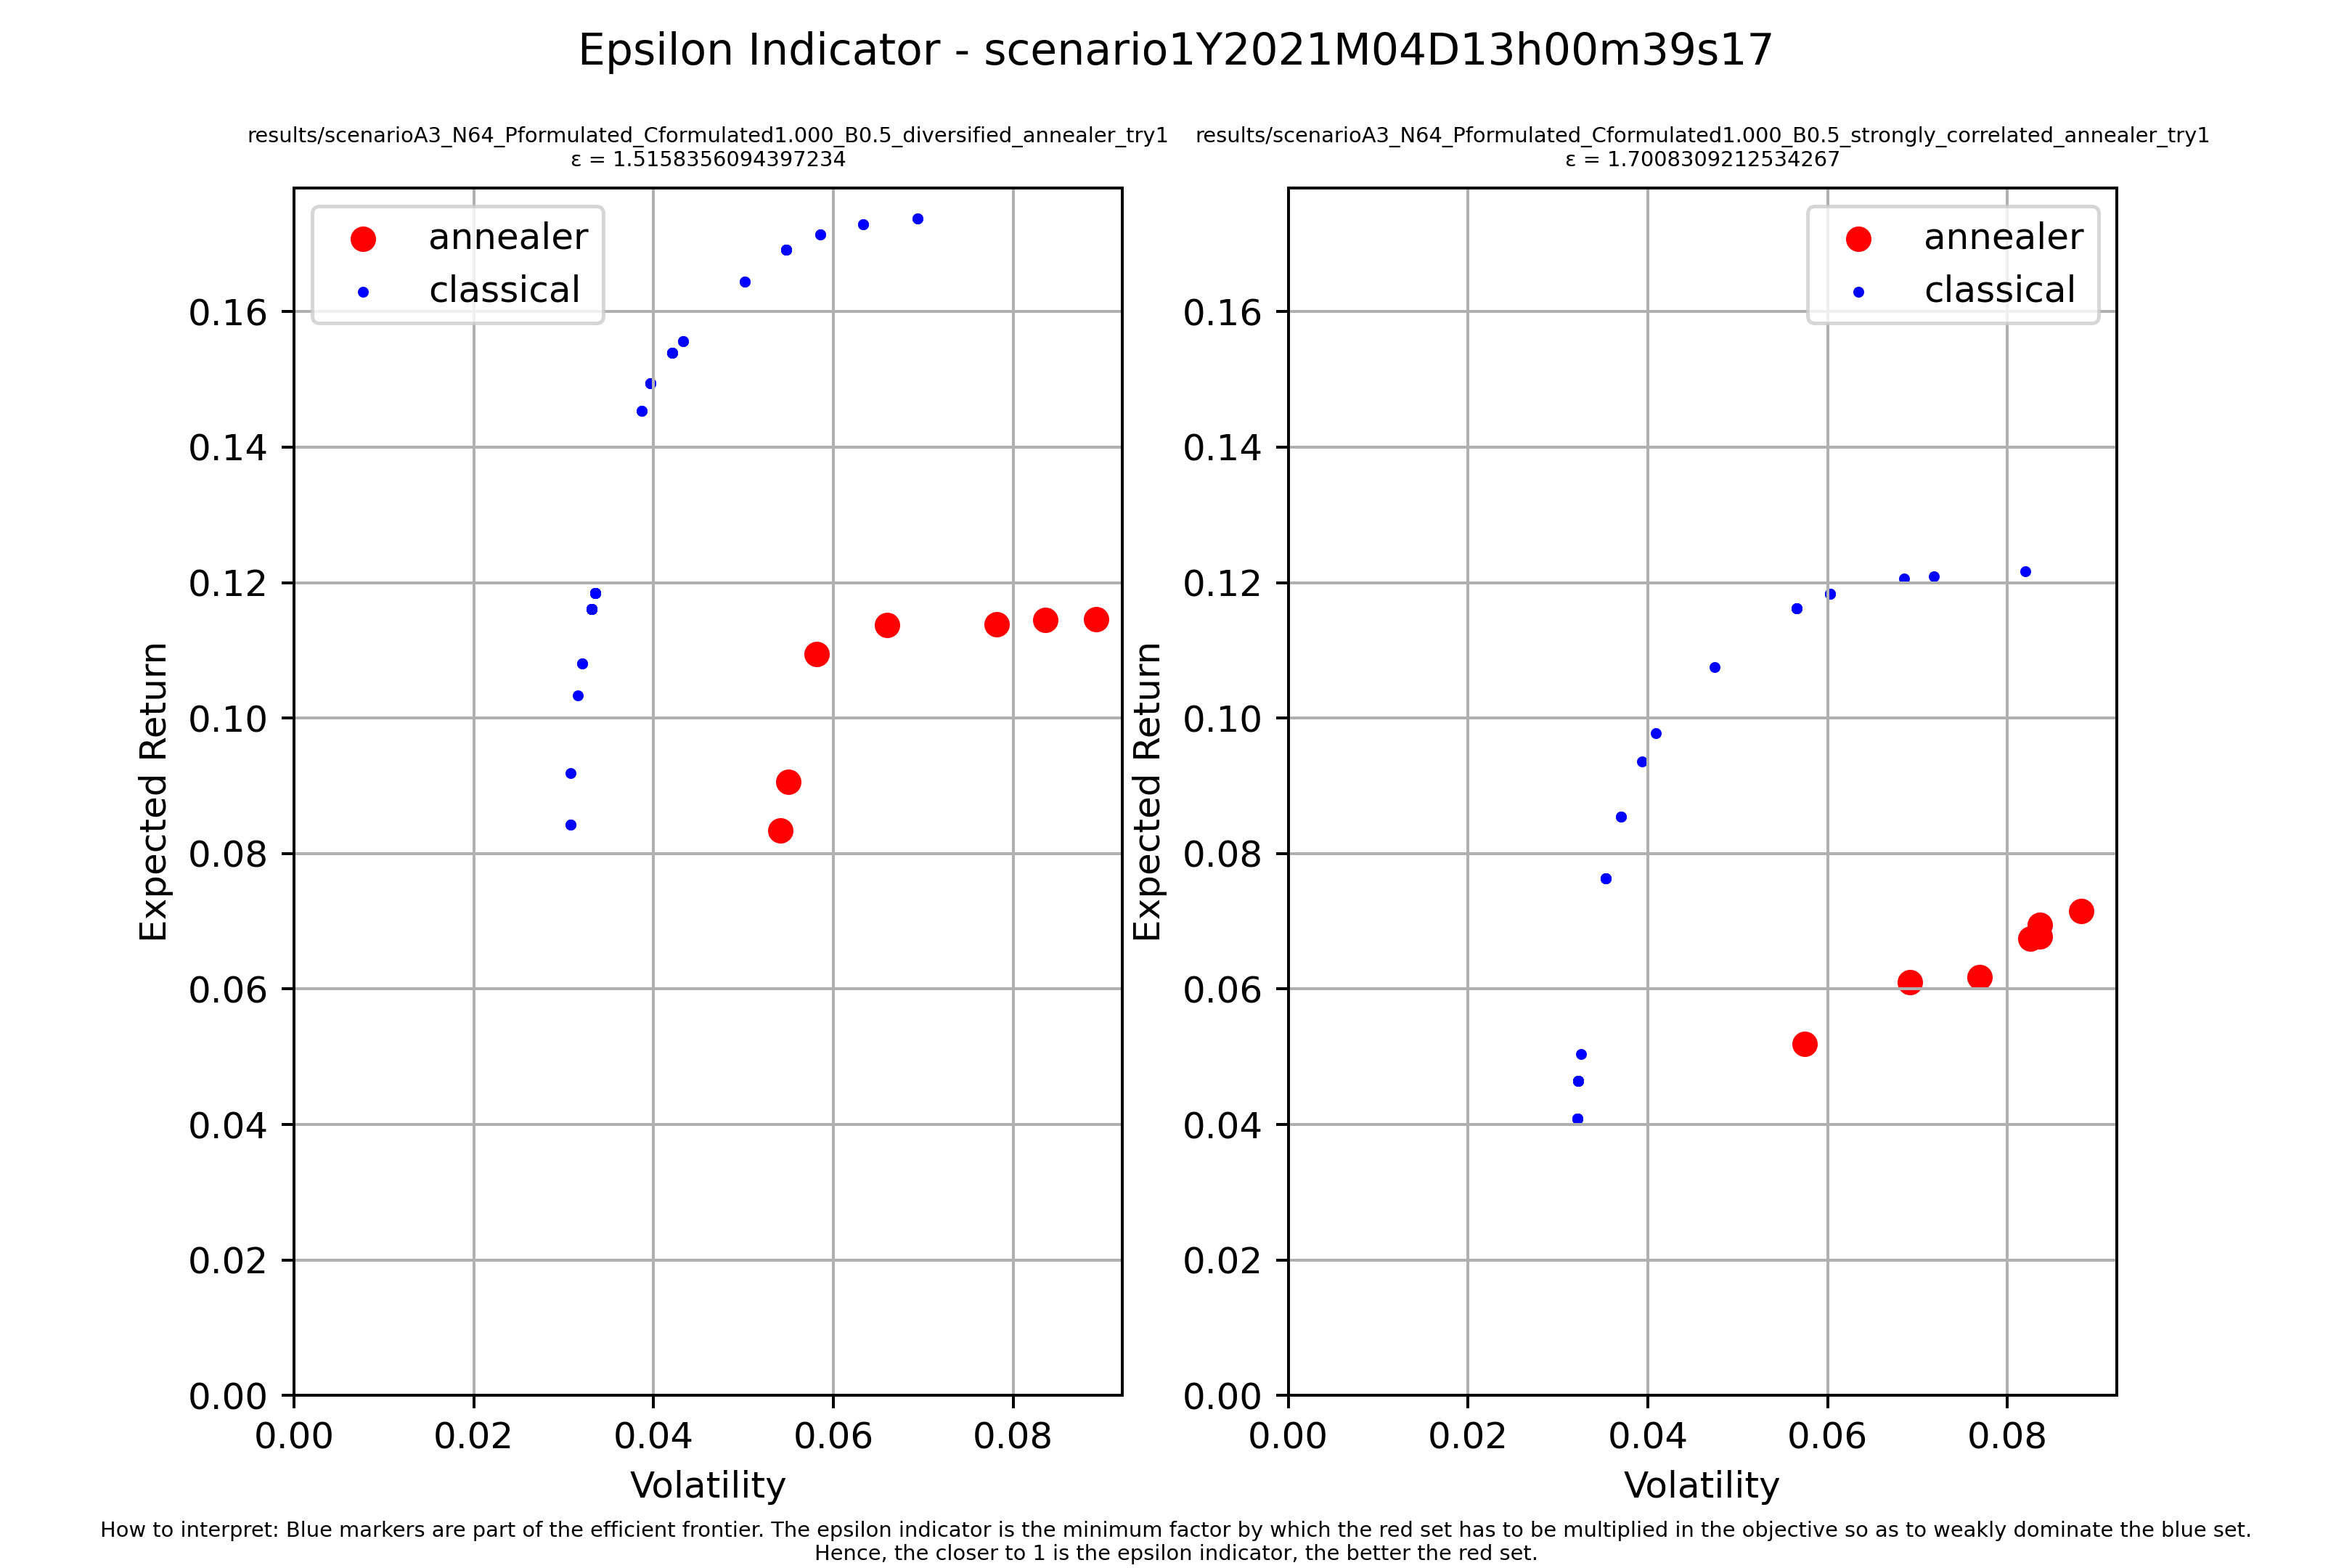 Epsilon Indicator - scenario1Y2021M04D13h00m39s17
results/scenarioA3_N64_Pformulated_Cformulated1.000_B0.5_diversified_annealer_try1
ε = 1.5158356094397234
annealer
classical
0.16
0.14
0.12
0.10
0.08
0.06
0.04
0.02
0.00
Expected Return
0.00 0.02 0.04 0.06 0.08
Volatility
results/scenarioA3_N64_Pformulated_Cformulated1.000_B0.5_strongly_correlated_annealer_try1
ε = 1.7008309212534267
annealer
classical
0.16
0.14
0.12
0.10
0.08
0.06
0.04
0.02
0.00
Expected Return
0.00 0.02 0.04 0.06 0.08
Volatility
How to interpret: Blue markers are part of the efficient frontier. The epsilon indicator is the minimum factor by which the red set has to be multiplied in the objective so as to weakly dominate the blue set.
Hence, the closer to 1 is the epsilon indicator, the better the red set.